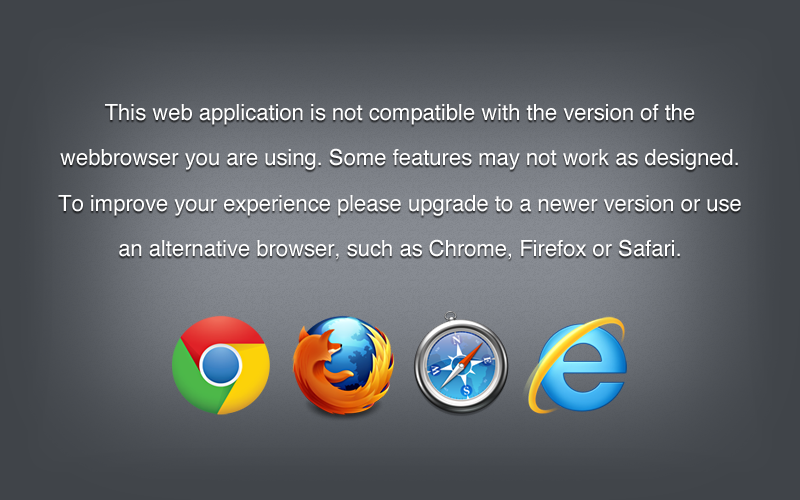 This web application is not compatible with the version of the
webbrowser you are using. Some features may not work as designed.
To improve your experience please upgrade to a newer version or use
an alternative browser, such as Chrome, Firefox or Safari.
N
W E
S